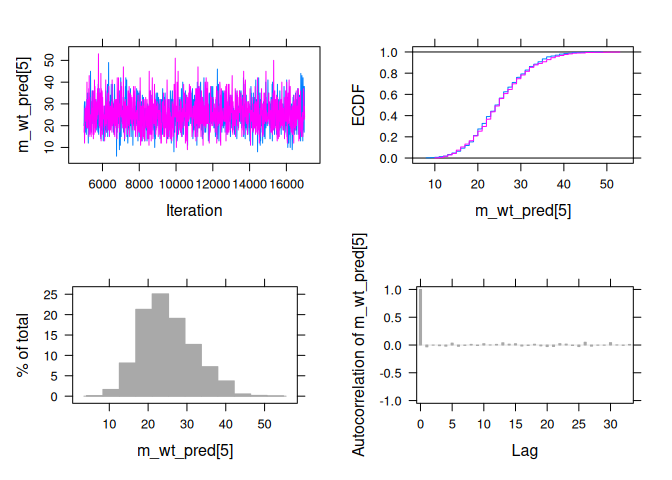 m_wt_pred[5]
50
40
30
20
10
6000 8000 10000 12000 14000 16000
Iteration
ECDF
1.0
0.8
0.6
0.4
0.2
0.0
10 20 30 40 50
m_wt_pred[5]
% of total
25
20
15
10
5
0
10 20 30 40 50
m_wt_pred[5]
Autocorrelation of m_wt_pred[5]
1.0
0.5
0.0
-0.5
-1.0
0 5 10 15 20 25 30
Lag